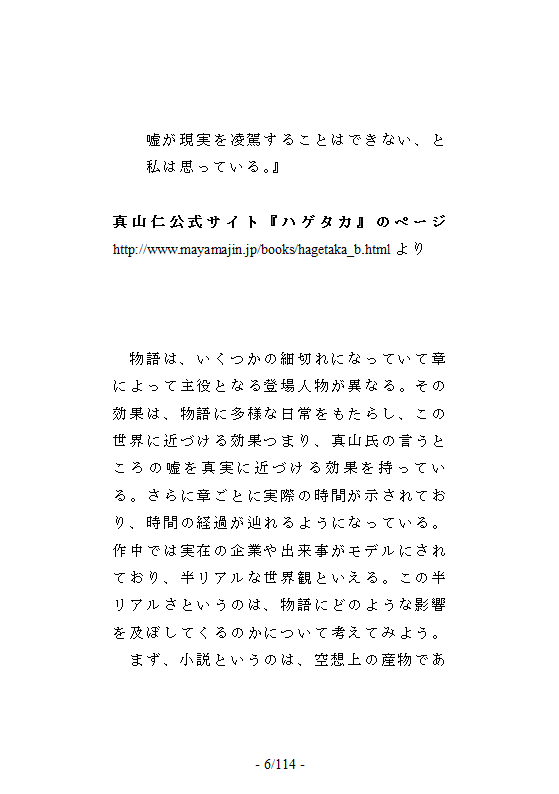 嘘が現実を凌駕することはできない、と
私は思っている。』
真山仁公式サイト『ハゲタカ』のページ
http://www.mayamajin.jp/books/hagetaka_b.html より
物語は、いくつかの細切れになっていて章
によって主役となる登場人物が異なる。その
効果は、物語に多様な日常をもたらし、この
世界に近づける効果つまり、真山氏の言うと
ころの嘘を真実に近づける効果を持ってい
る。さらに章ごとに実際の時間が示されてお
り、時間の経過が辿れるようになっている。
作中では実在の企業や出来事がモデルにされ
ており、半リアルな世界観といえる。この半
リアルさというのは、物語にどのような影響
を及ぼしてくるのかについて考えてみよう。
まず、小説というのは、空想上の産物であ
- 6/114 -